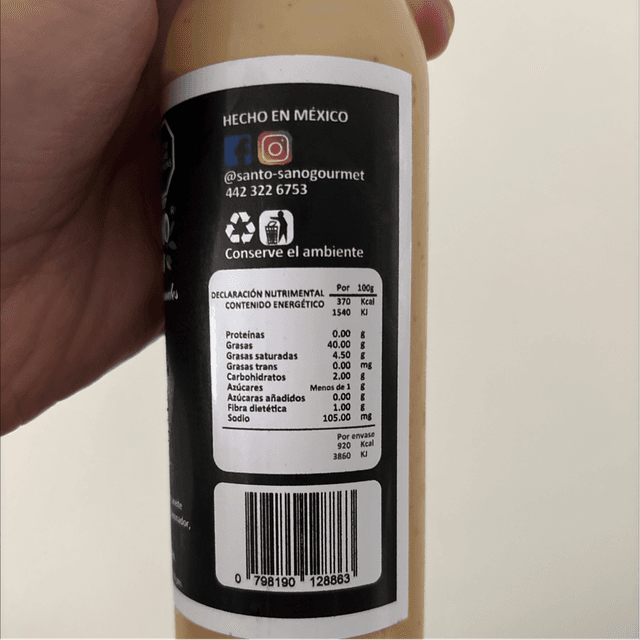 HECHO EN MÉXICO
@santo-sanogourmet
442 322 6753
Conserve el ambiente
DECLARACIÓN NUTRIMENTAL Por 100g
CONTENIDO ENERGÉTICO 370 Kcal
1540 KJ
Proteínas 0.00 g
Grasas 40.00 g
Grasas saturadas 4.50 g
Grasas trans 0.00 mg
Carbohidratos 2.00 g
Azúcares Menos de 1 g
Azúcaras añadidos 0.00 g
Fibra dietética 1.00 g
Sodio 105.00 mg
Por envase
920 Kcal
3860 KJ
0 798190 128863